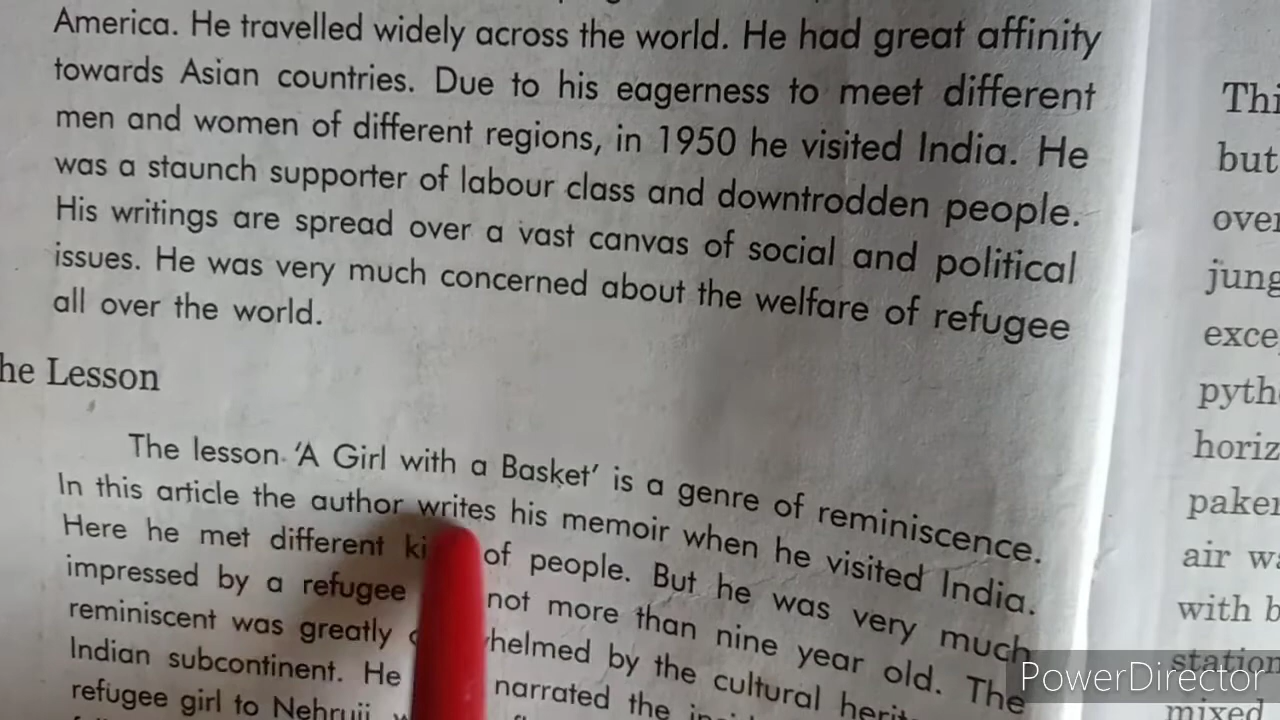 America. He travelled widely across the world. He had great affinity
towards Asian countries. Due to his eagerness to meet different
men and women of different regions, in 1950 he visited India. He
was a staunch supporter of labour class and downtrodden people.
His writings are spread over a vast canvas of social and political
issues. He was very much concerned about the welfare of refugee
all over the world.
he Lesson
The lesson 'A Girl with a Basket' is a genre of reminiscence.
In this article the author writes his memoir when he visited India.
Here he met different of people. But he was very much
impressed by a refugee not more than nine year old. The
reminiscent was greatly by the cultural
Indian subcontinent. He narrated the
refugee girl to Nehruji
Thi
but
over
jung
exce
pyth
horiz
paker
air wa
with b
station
mixed
PowerDirector